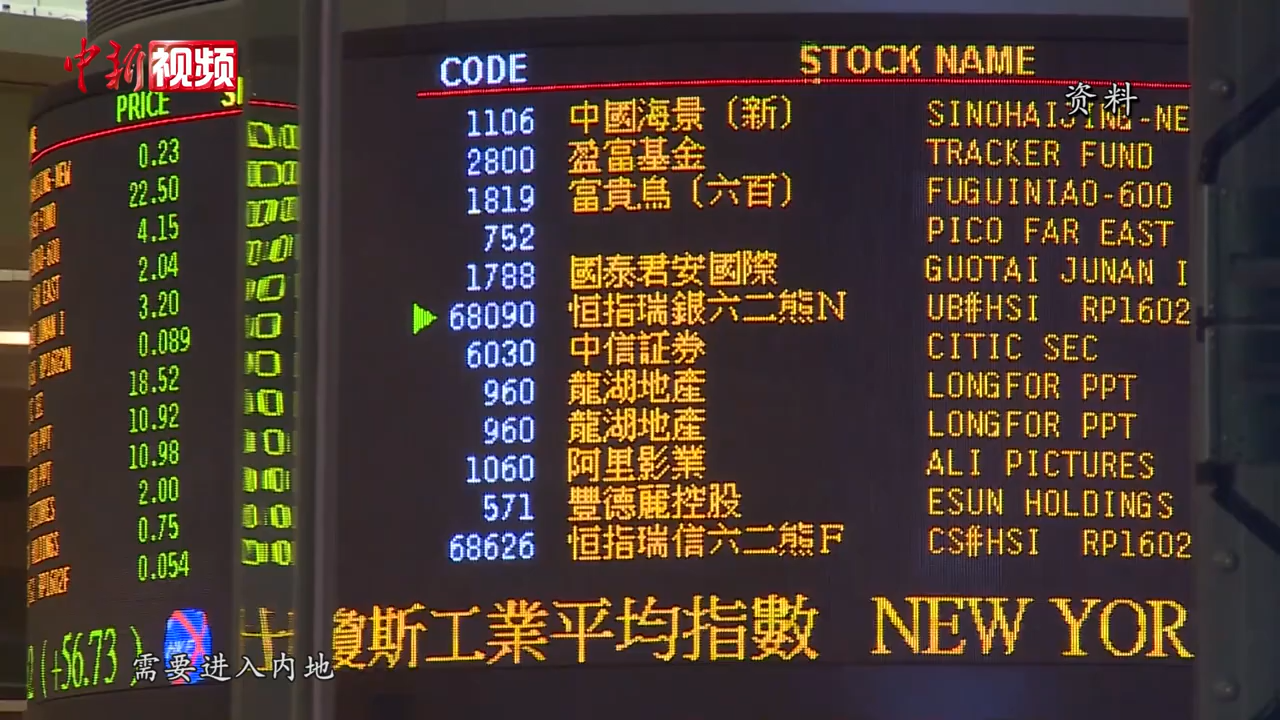 中新视频
CODE STOCK NAME
资料
1106 中國海景（新） SINOHAIJING-NE
2800 盈富基金 TRACKER FUND
1819 富貴鳥（六百） FUGUINIAO-600
752 PICO FAR EAST
1788 國泰君安國際 GUOTAI JUNAN I
68090 恒指瑞銀六二熊N UB#HSI RP1602
6030 中信証券 CITIC SEC
960 龍湖地產 LONGFOR PPT
960 龍湖地產 LONGFOR PPT
1060 阿里影業 ALI PICTURES
571 豐德麗控股 ESUN HOLDINGS
68626 恒指瑞信六二熊F CS#HSI RP1602
瓊斯工業平均指數 NEW YOR
PRICE
0.23
22.50
4.15
2.04
3.20
0.089
18.52
10.92
10.98
2.00
0.75
0.054
(+56.73)
需要进入内地